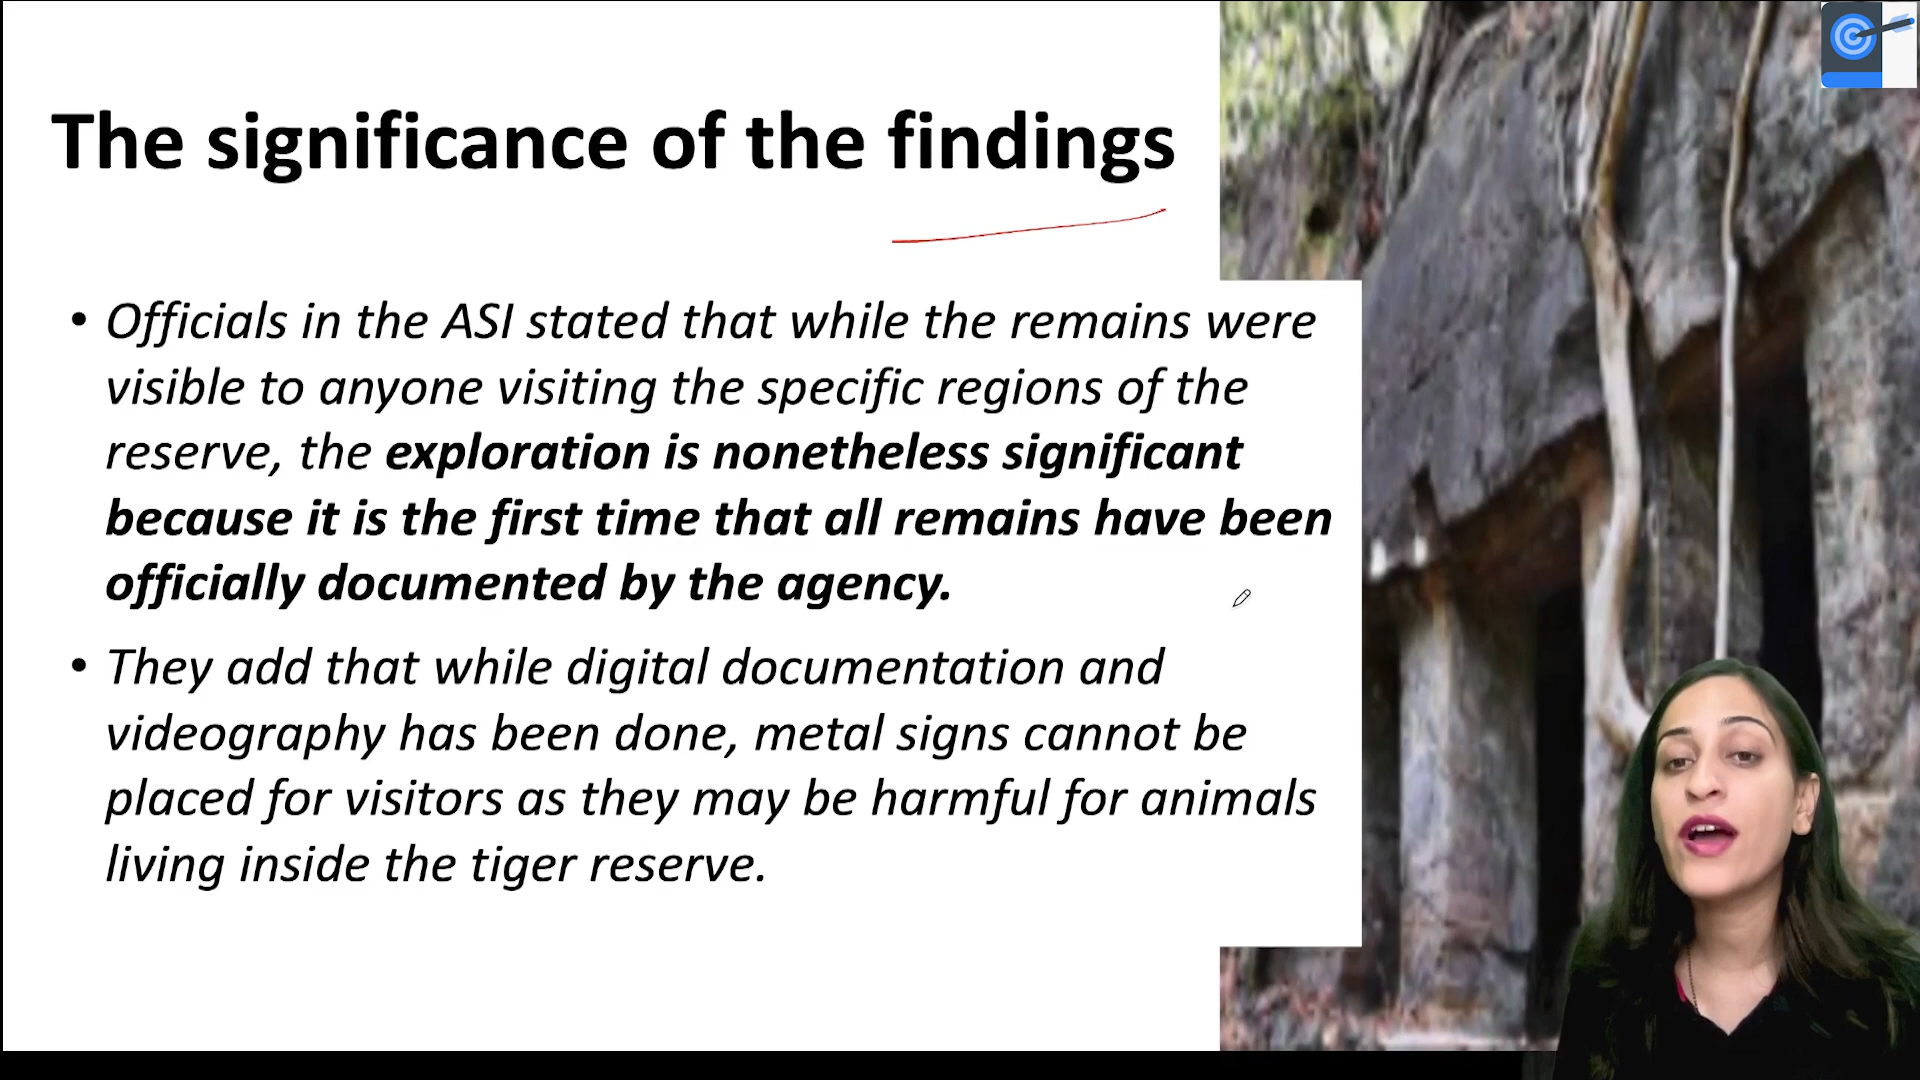 The significance of the findings
• Officials in the ASI stated that while the remains were
visible to anyone visiting the specific regions of the
reserve, the exploration is nonetheless significant
because it is the first time that all remains have been
officially documented by the agency.
• They add that while digital documentation and
videography has been done, metal signs cannot be
placed for visitors as they may be harmful for animals
living inside the tiger reserve.